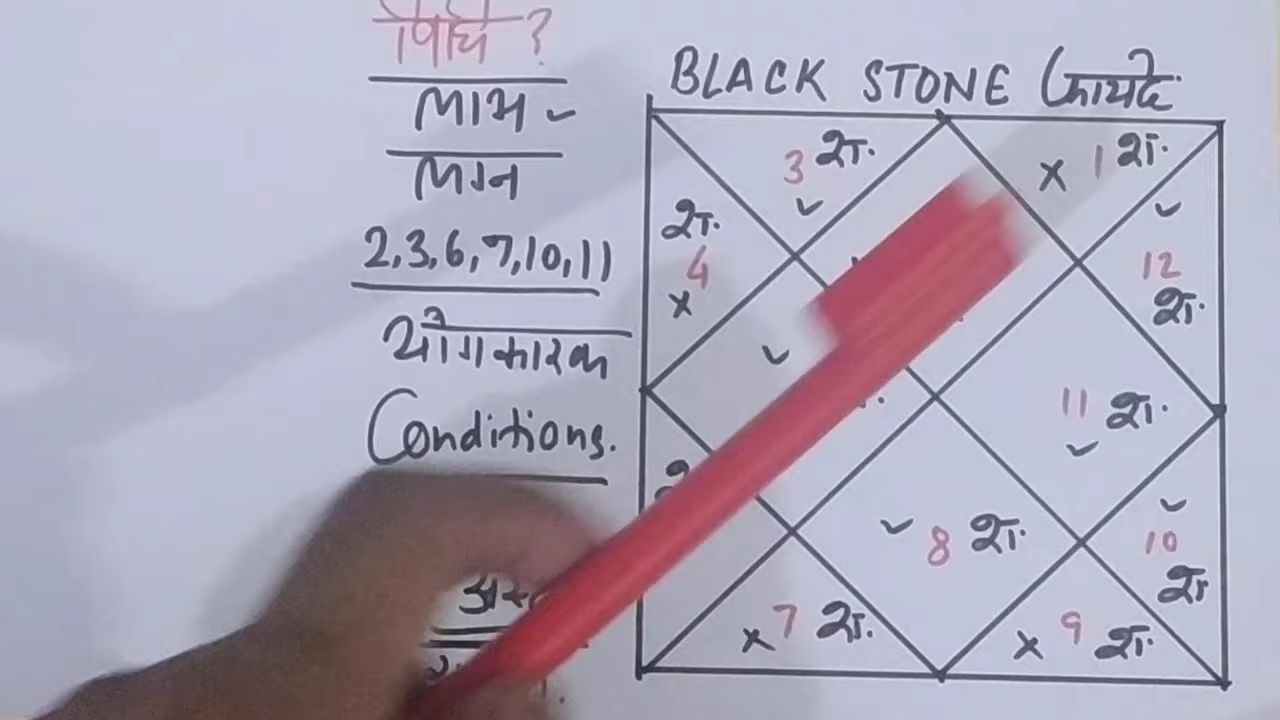 विधि ?
लाभ ✓
लग्न
2,3,6,7,10,11
योगकारक
Conditions.
BLACK STONE (फायदे
3 श.
✓
× 1 श.
श.
4
×
✓
12
श.
✓
11 श.
✓
✓ 8 श.
✓
10
श
× 7 श.
× 9 श.